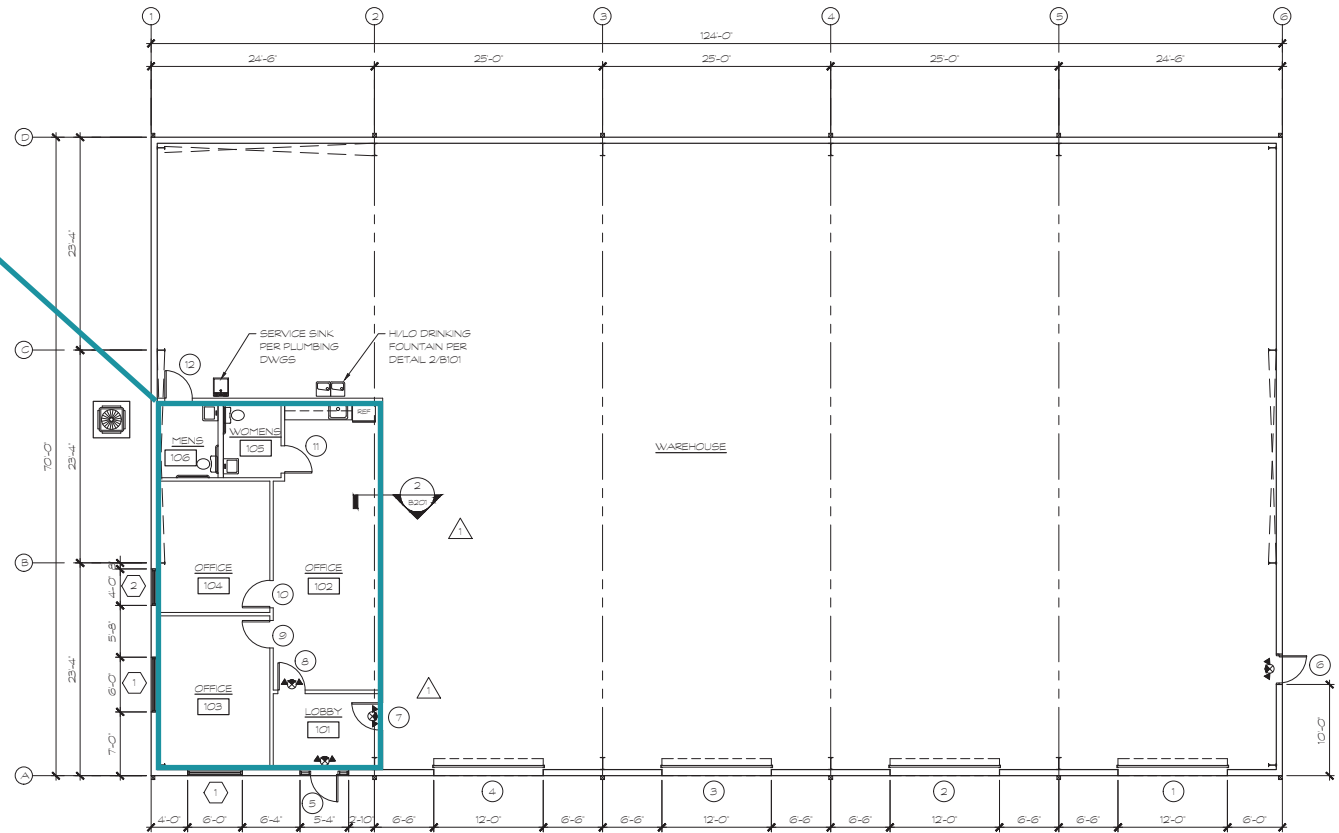 1 2 3 4 5 6
124'-0"
24'-6" 25'-0" 25'-0" 25'-0" 24'-6"
D
23'-4"
SERVICE SINK
PER PLUMBING
DWGS
HI/LO DRINKING
FOUNTAIN PER
DETAIL 2/B101
C
12
REF
MENS
106
WOMENS
105
11
WAREHOUSE
70'-0"
23'-4"
2
B201
1
B
4'-0"
2
OFFICE
104
OFFICE
102
10
5'-8"
9
8
23'-4"
6'-0"
1
OFFICE
103
LOBBY
101
7
1
6
7'-0"
10'-0"
A
1
5
4
3
2
1
4'-0" 6'-0" 6'-4" 5'-4" 2'-10" 6'-6" 12'-0" 6'-6" 6'-6" 12'-0" 6'-6" 6'-6" 12'-0" 6'-6" 6'-6" 12'-0" 6'-0"